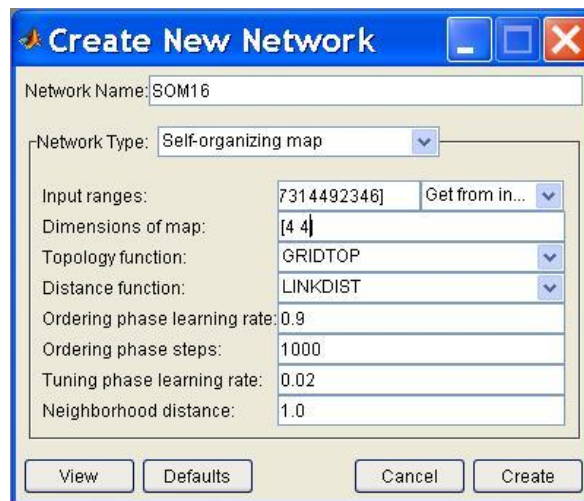 Create New Network
Network Name: SOM16
Network Type: Self-organizing map
Input ranges: 7314492346] Get from in...
Dimensions of map: [4 4]
Topology function: GRIDTOP
Distance function: LINKDIST
Ordering phase learning rate: 0.9
Ordering phase steps: 1000
Tuning phase learning rate: 0.02
Neighborhood distance: 1.0
View Defaults Cancel Create